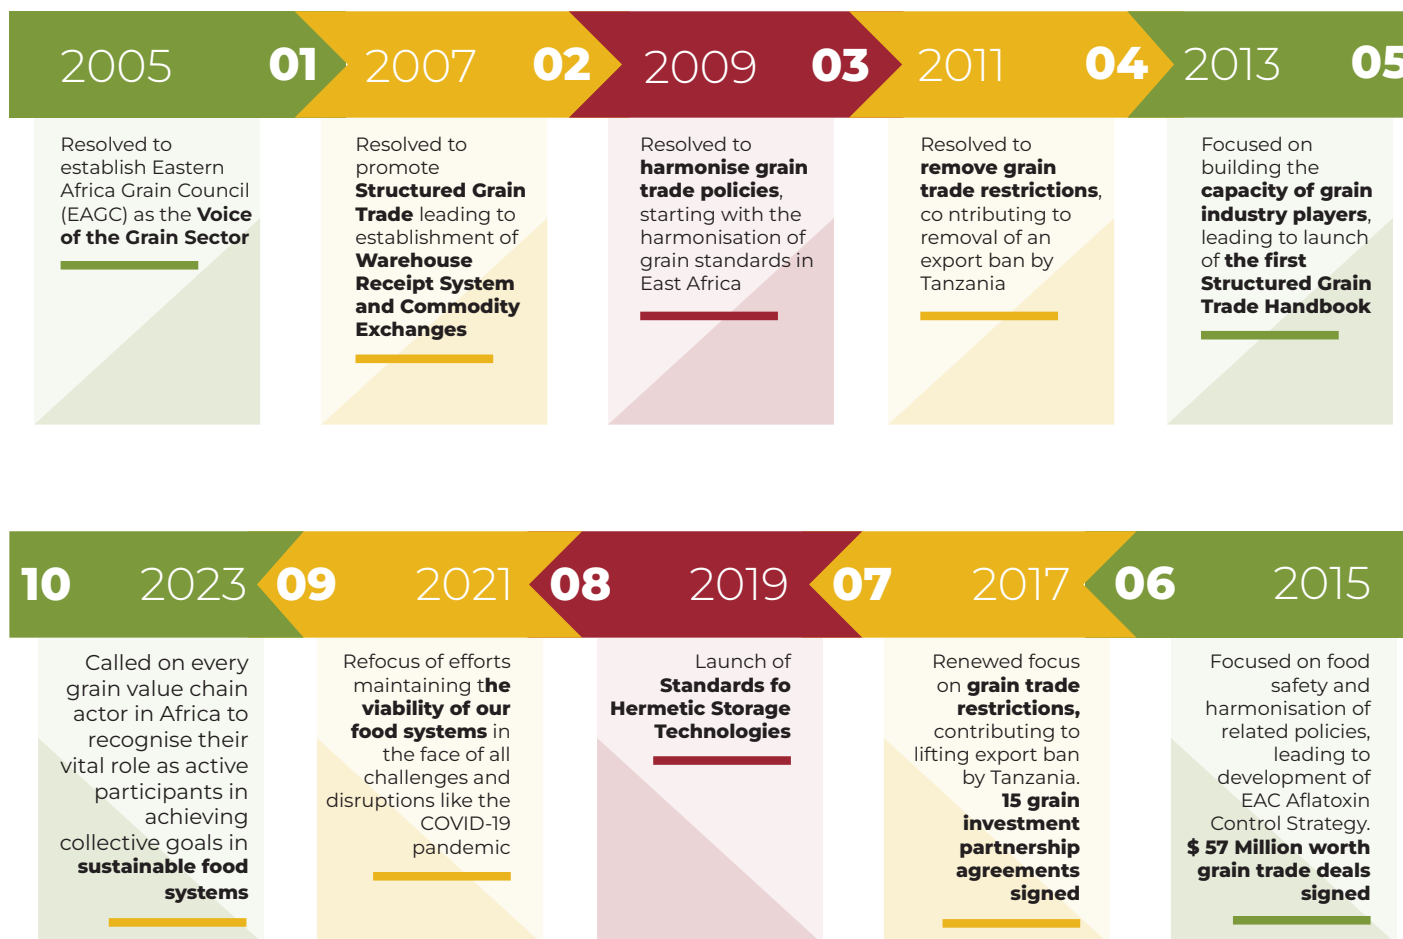 2005 01 2007 02 2009 03 2011 04 2013 05
Resolved to
establish Eastern
Africa Grain Council
(EAGC) as the Voice
of the Grain Sector
Resolved to
promote
Structured Grain
Trade leading to
establishment of
Warehouse
Receipt System
and Commodity
Exchanges
Resolved to
harmonise grain
trade policies,
starting with the
harmonisation of
grain standards in
East Africa
Resolved to
remove grain
trade restrictions,
co ntributing to
removal of an
export ban by
Tanzania
Focused on
building the
capacity of grain
industry players,
leading to launch
of the first
Structured Grain
Trade Handbook
10 2023 09 2021 08 2019 07 2017 06 2015
Called on every
grain value chain
actor in Africa to
recognise their
vital role as active
participants in
achieving
collective goals in
sustainable food
systems
Refocus of efforts
maintaining the
viability of our
food systems in
the face of all
challenges and
disruptions like the
COVID-19
pandemic
Launch of
Standards fo
Hermetic Storage
Technologies
Renewed focus
on grain trade
restrictions,
contributing to
lifting export ban
by Tanzania.
15 grain
investment
partnership
agreements
signed
Focused on food
safety and
harmonisation of
related policies,
leading to
development of
EAC Aflatoxin
Control Strategy.
$ 57 Million worth
grain trade deals
signed